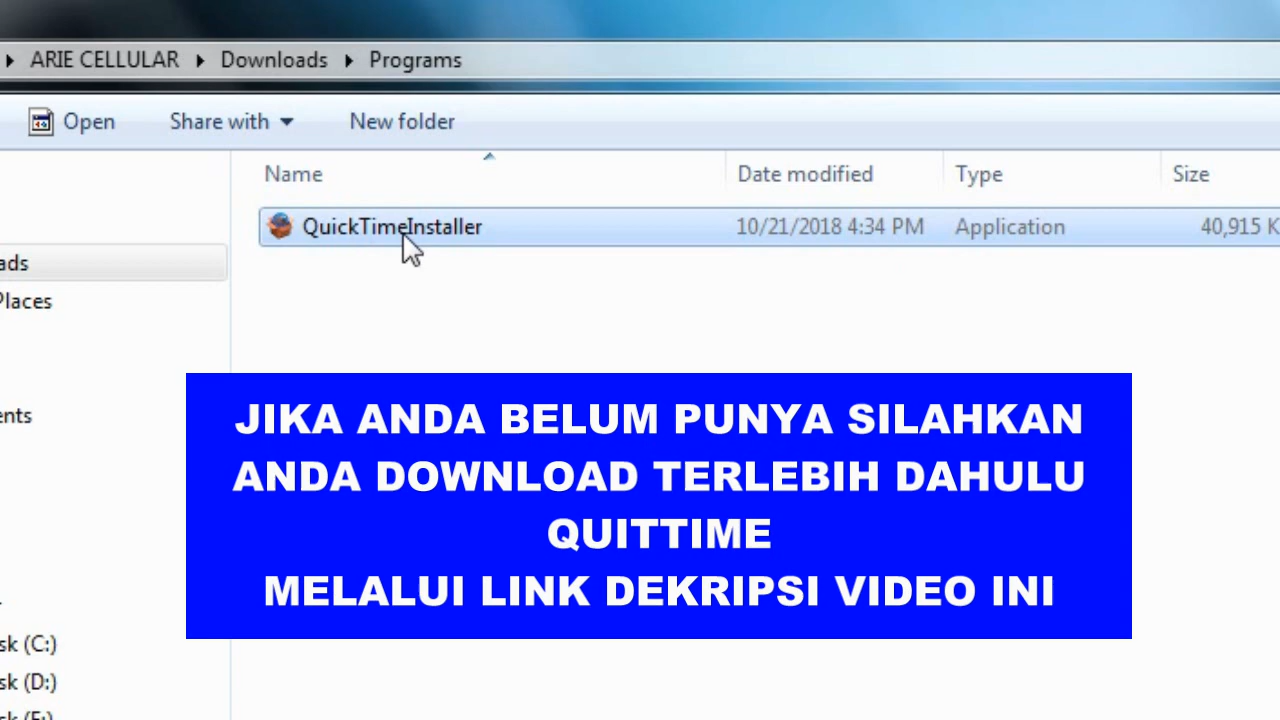 ARIE CELLULAR Downloads Programs
Open Share with New folder
Name Date modified Type Size
QuickTimeInstaller 10/21/2018 4:34 PM Application 40,915 K
ads
Places
ents
sk (C:)
sk (D:)
JIKA ANDA BELUM PUNYA SILAHKAN
ANDA DOWNLOAD TERLEBIH DAHULU
QUITTIME
MELALUI LINK DEKRIPSI VIDEO INI